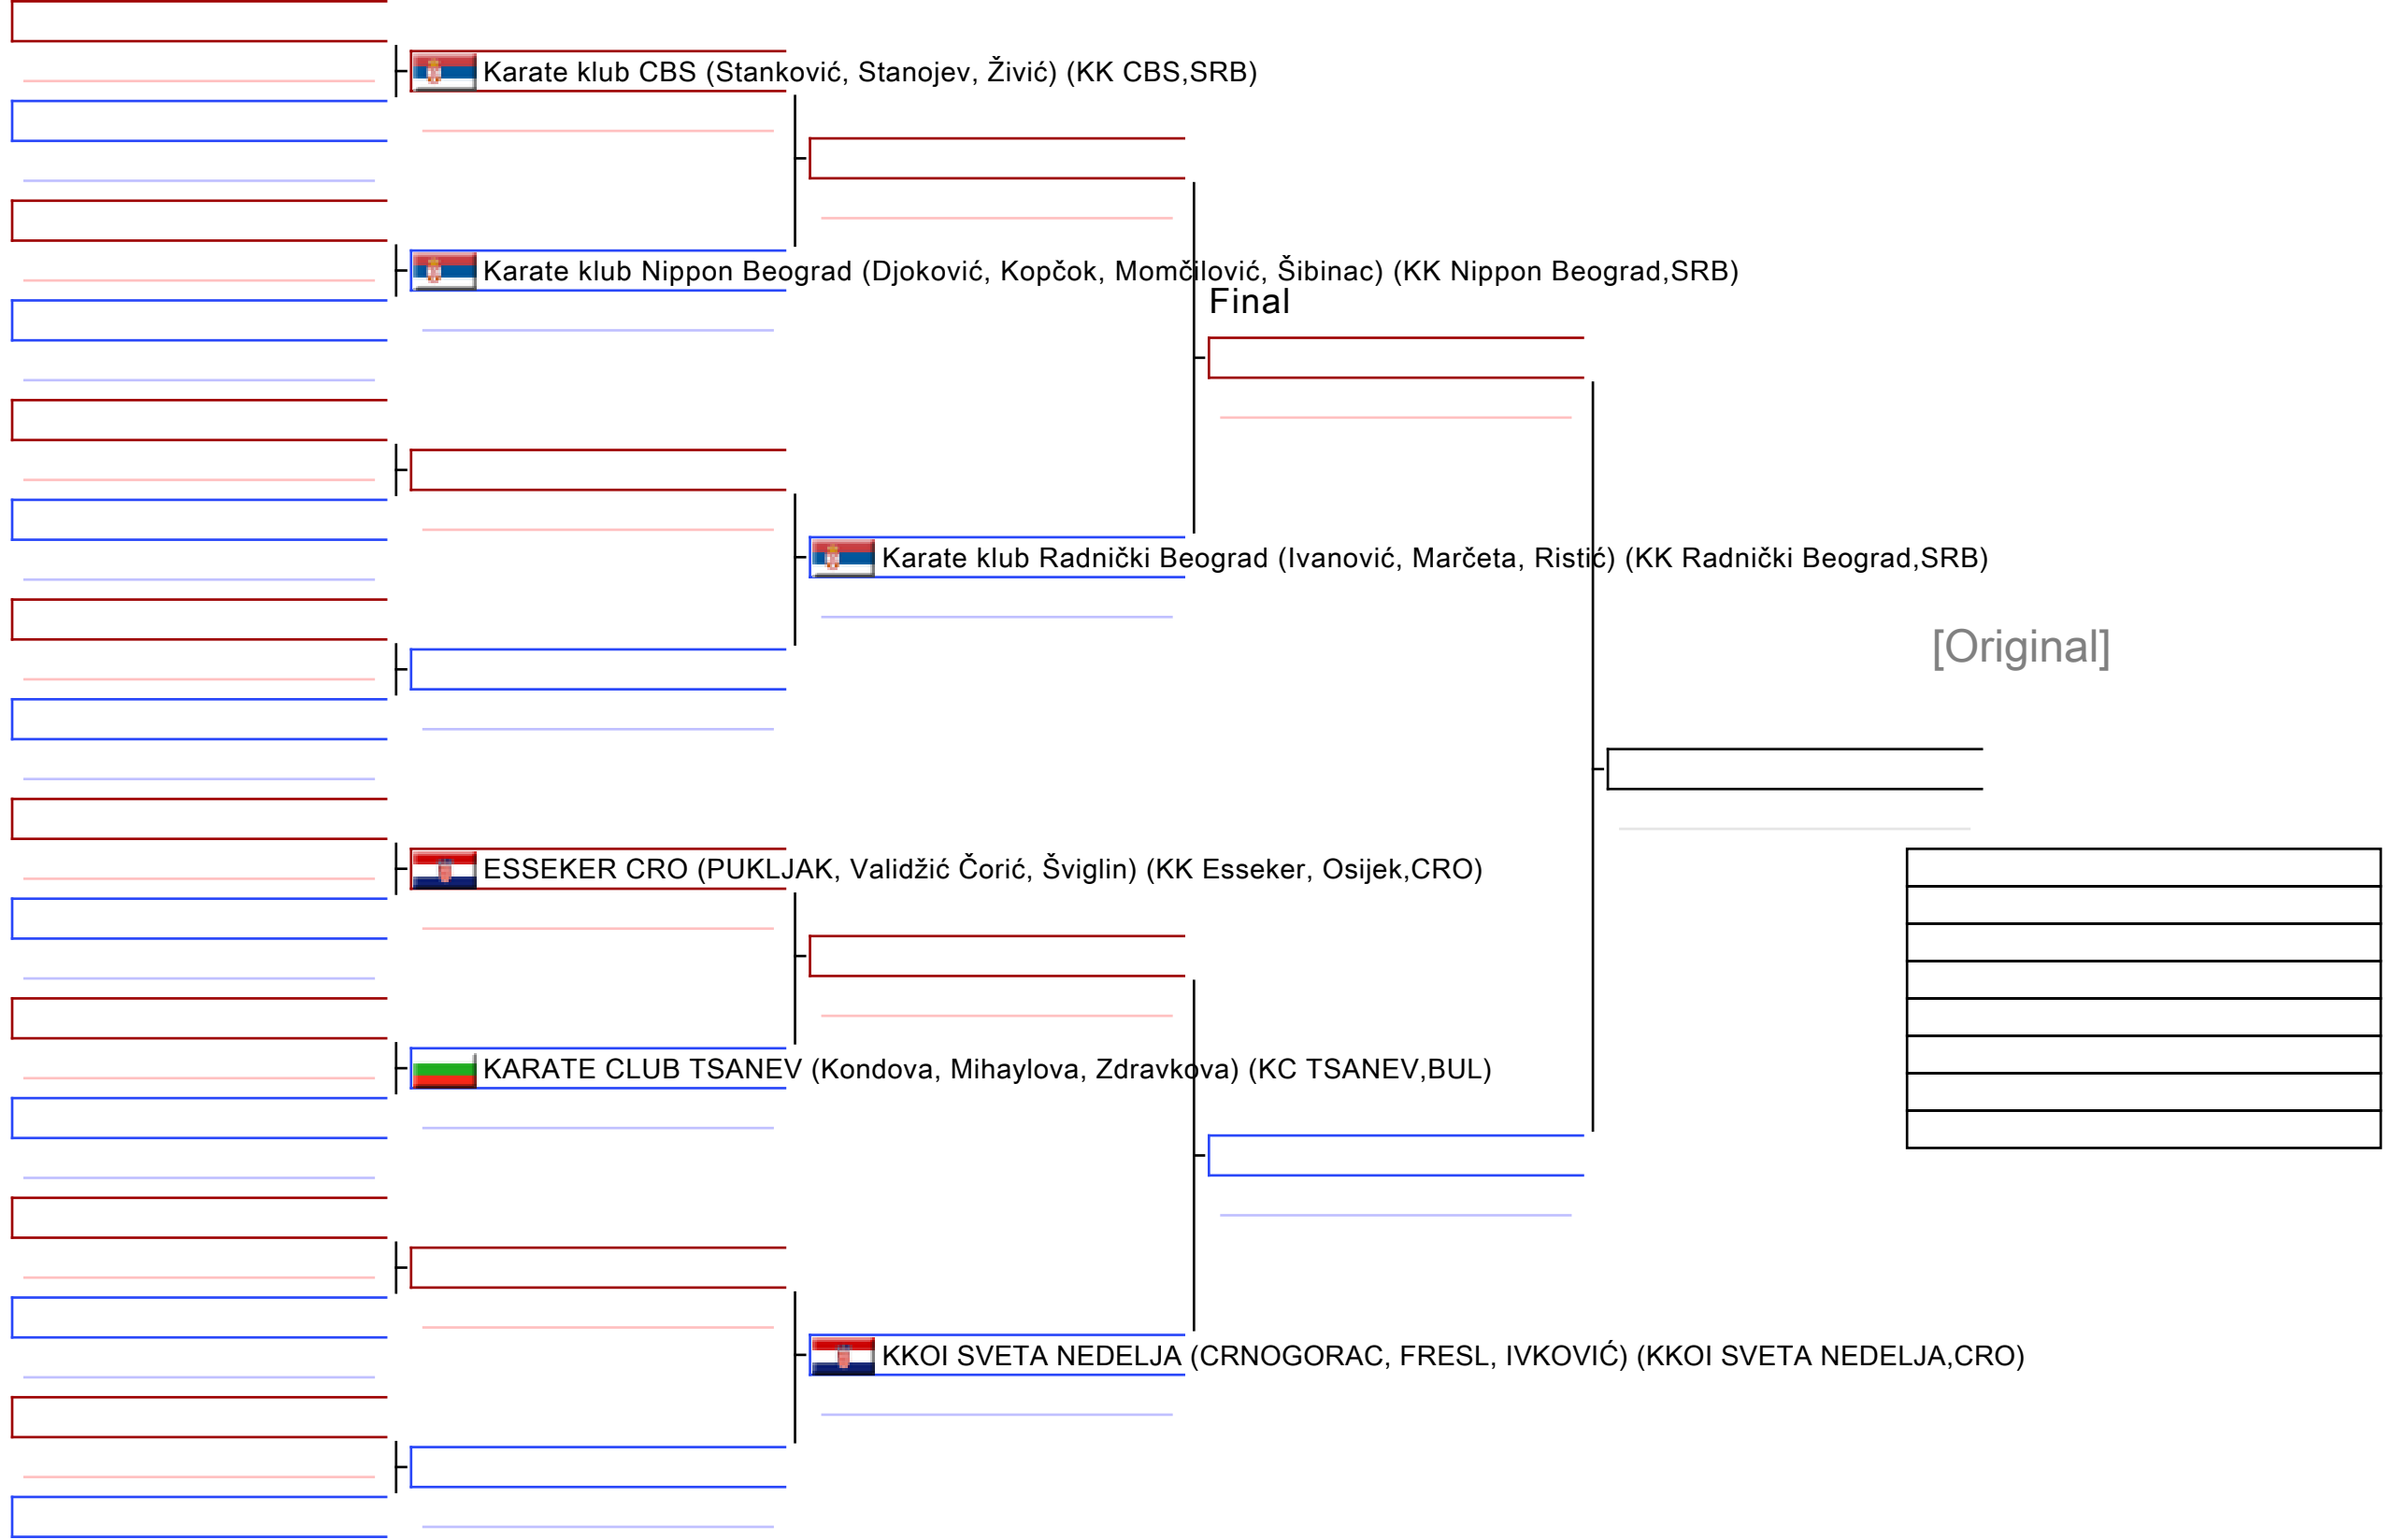 Karate klub CBS (Stanković, Stanojev, Živić) (KK CBS,SRB)
Karate klub Nippon Beograd (Djoković, Kopčok, Momčilović, Šibinac) (KK Nippon Beograd,SRB)
Final
Karate klub Radnički Beograd (Ivanović, Marčeta, Ristić) (KK Radnički Beograd,SRB)
[Original]
ESSEKER CRO (PUKLJAK, Validžić Čorić, Šviglin) (KK Esseker, Osijek,CRO)
KARATE CLUB TSANEV (Kondova, Mihaylova, Zdravkova) (KC TSANEV,BUL)
KKOI SVETA NEDELJA (CRNOGORAC, FRESL, IVKOVIĆ) (KKOI SVETA NEDELJA,CRO)